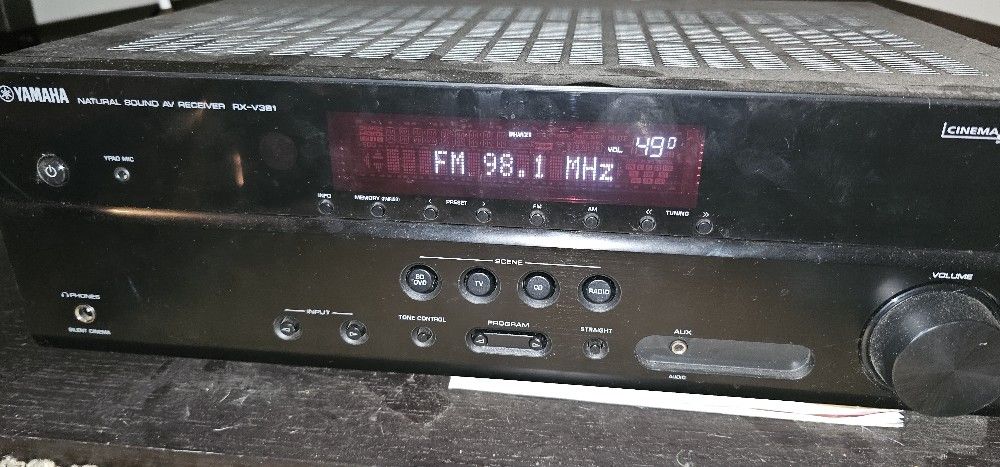 YAMAHA NATURAL SOUND AV RECEIVER RX-V381
CINEMA
YPAO MIC
ENHANCER
VOL. 49.0
FM 98.1 MHz
INFO MEMORY PRESET FM AM TUNING
SCENE
BD DVD TV CD RADIO
VOLUME
PHONES
SILENT CINEMA
INPUT TONE CONTROL PROGRAM STRAIGHT AUX
AUDIO